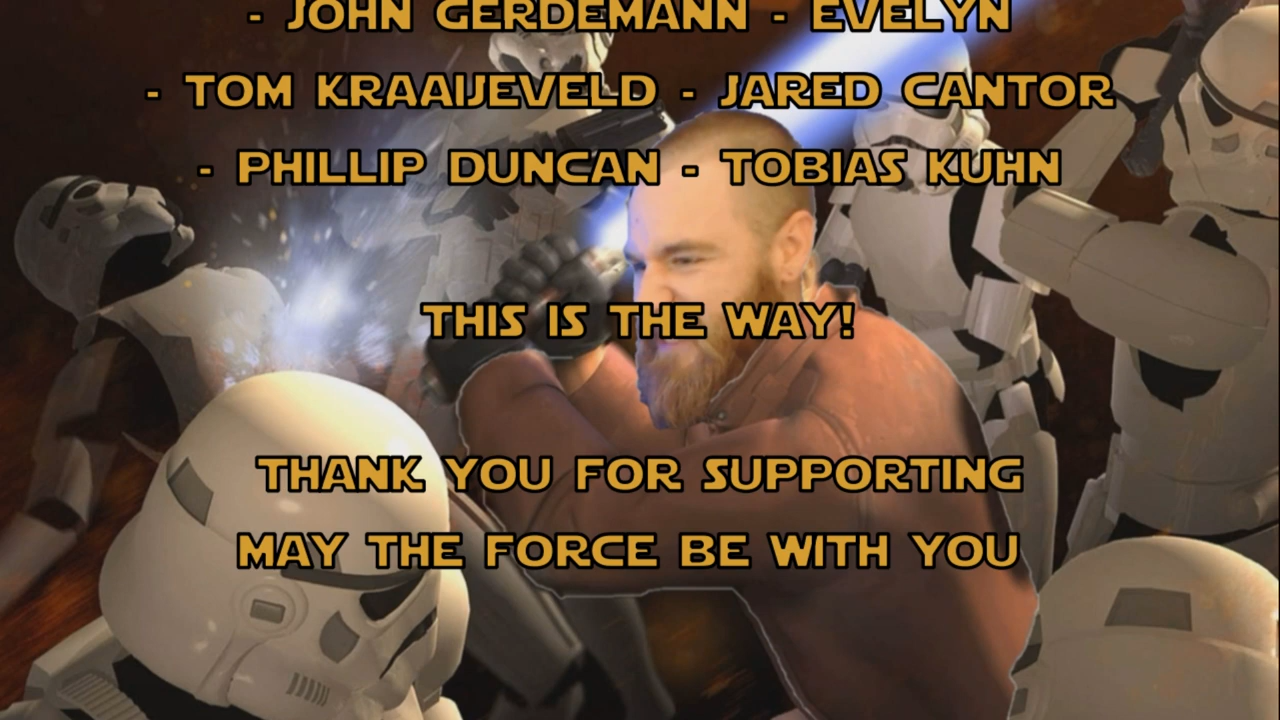 - JOHN GERDEMANN - EVELYN
- TOM KRAAIJEVELD - JARED CANTOR
- PHILLIP DUNCAN - TOBIAS KUHN
THIS IS THE WAY!
THANK YOU FOR SUPPORTING
MAY THE FORCE BE WITH YOU